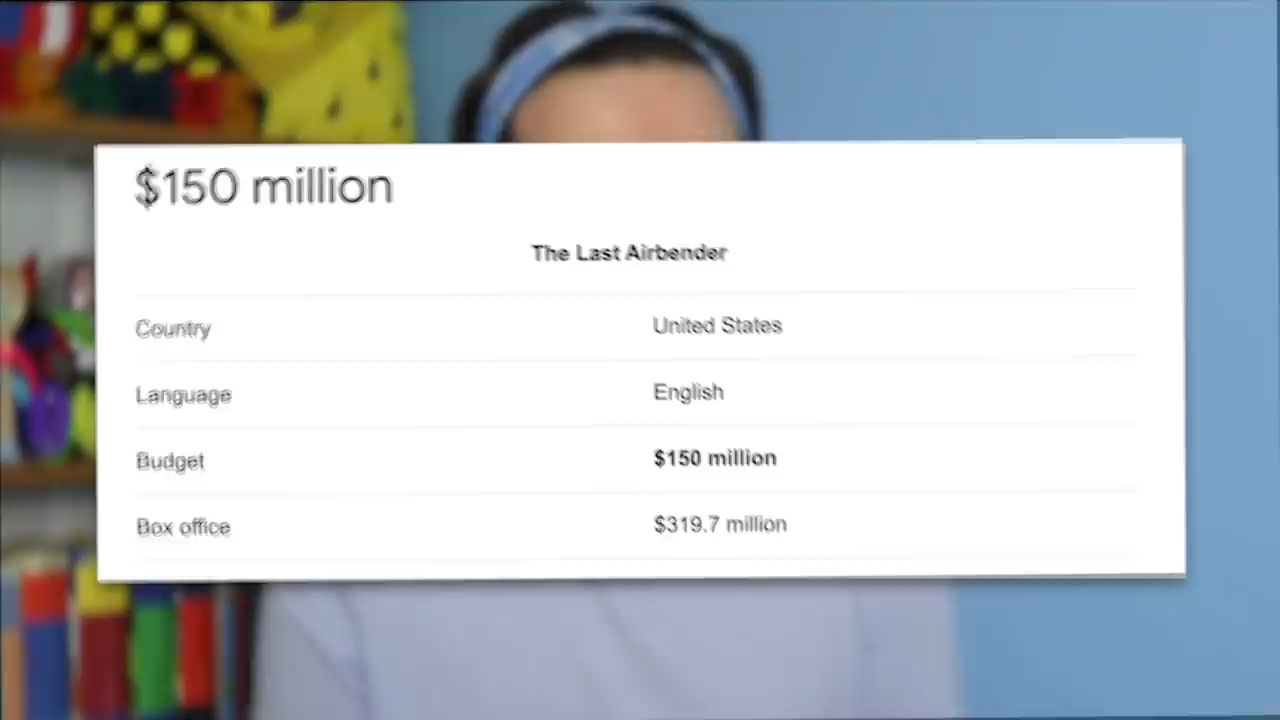 $150 million
The Last Airbender
Country United States
Language English
Budget $150 million
Box office $319.7 million